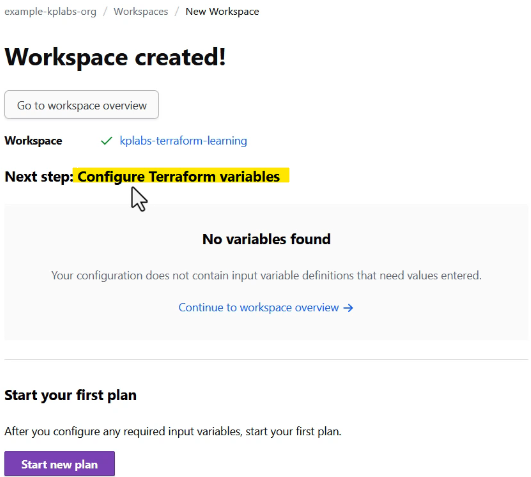 example-kplabs-org / Workspaces / New Workspace
Workspace created!
Go to workspace overview
Workspace ✓ kplabs-terraform-learning
Next step: Configure Terraform variables
No variables found
Your configuration does not contain input variable definitions that need values entered.
Continue to workspace overview →
Start your first plan
After you configure any required input variables, start your first plan.
Start new plan